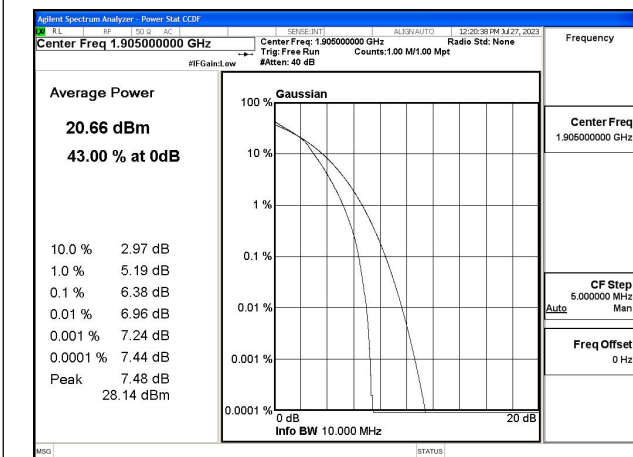 Agilent Spectrum Analyzer - Power Stat CCDF
LXI RL RF 50 Ω AC SENSE:INT ALIGN AUTO 12:20:38 PM Jul 27, 2023
Center Freq 1.905000000 GHz
Center Freq: 1.905000000 GHz Radio Std: None
Trig: Free Run Counts:1.00 M/1.00 Mpt
#IFGain:Low #Atten: 40 dB
Frequency
Average Power
20.66 dBm
43.00 % at 0dB
10.0 % 2.97 dB
1.0 % 5.19 dB
0.1 % 6.38 dB
0.01 % 6.96 dB
0.001 % 7.24 dB
0.0001 % 7.44 dB
Peak 7.48 dB
28.14 dBm
Gaussian
100 %
10 %
1 %
0.1 %
0.01 %
0.001 %
0.0001 %
0 dB 20 dB
Info BW 10.000 MHz
Center Freq
1.905000000 GHz
CF Step
5.000000 MHz
Auto Man
Freq Offset
0 Hz
MSG STATUS